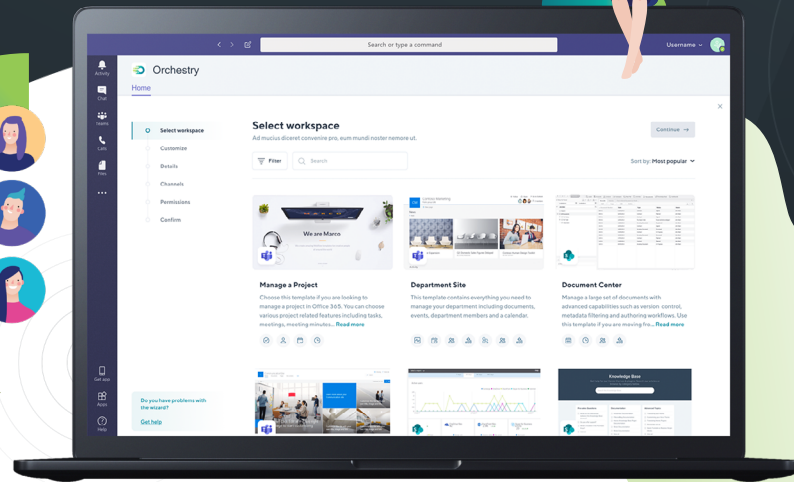 Search or type a command
Username
Activity
Chat
Teams
Calls
Files
Get app
Apps
Help
Orchestry
Home
Select workspace
Customize
Details
Channels
Permissions
Confirm
Do you have problems with
the wizard?
Get help
Select workspace
Ad mucius diceret convenire pro, eum mundi noster nemore ut.
Continue →
Filter
Search
Sort by: Most popular
We are Marco
Manage a Project
Choose this template if you are looking to
manage a project in Office 365. You can choose
various project related features including tasks,
meetings, meeting minutes... Read more
Department Site
This template contains everything you need to
manage your department including documents,
events, department members and a calendar.
Document Center
Manage a large set of documents with
advanced capabilities such as version control,
metadata filtering and authoring workflows. Use
this template if you are moving fro... Read more
Knowledge Base